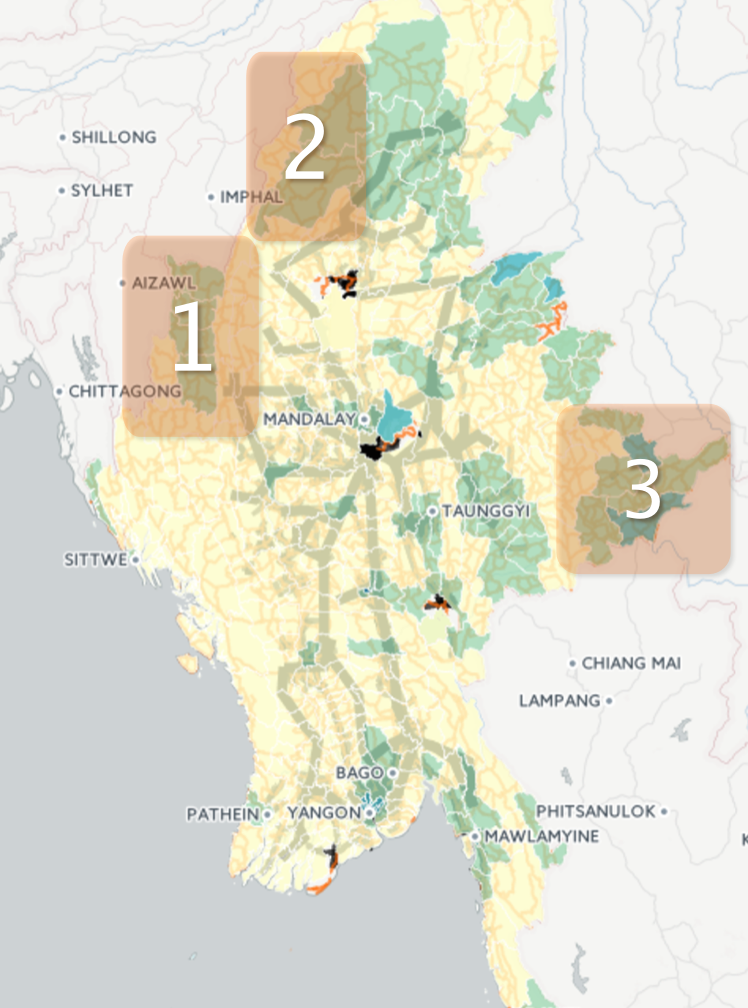 2
SHILLONG
SYLHET
IMPHAL
1
AIZAWL
CHITTAGONG
MANDALAY
3
TAUNGGYI
SITTWE
CHIANG MAI
LAMPANG
BAGO
PATHEIN
YANGON
PHITSANULOK
MAWLAMYINE
K